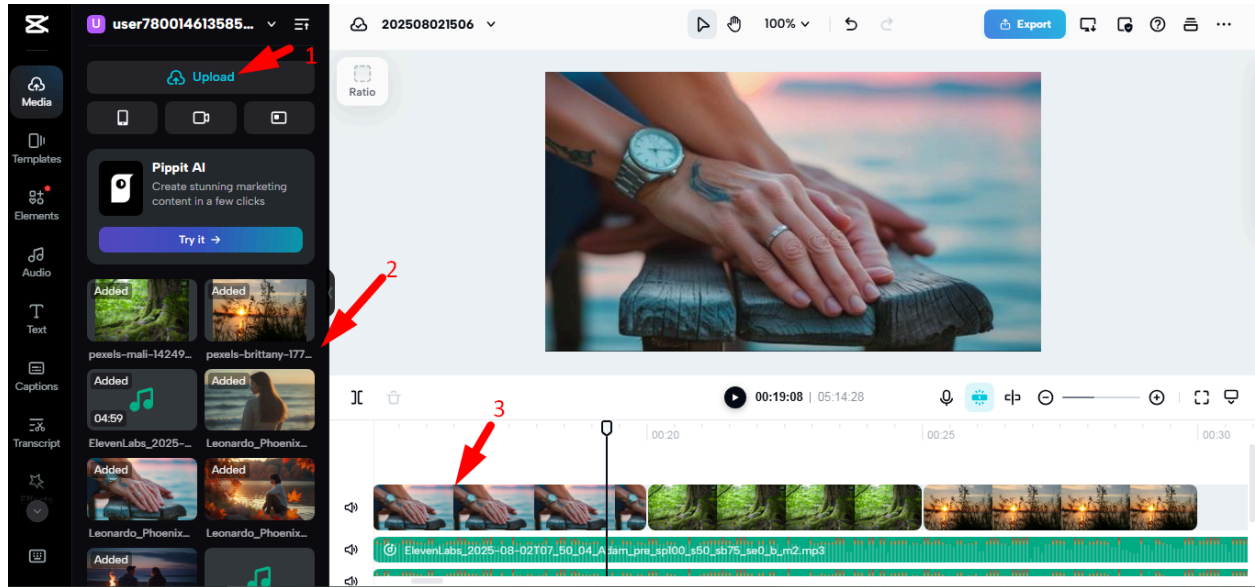 U user780014613585...
202508021506
100%
Export
1
Upload
Media
Ratio
Templates
Pippit AI
Create stunning marketing
content in a few clicks
Elements
Try it →
Audio
2
Added
Added
Text
pexels-mali-14249...
pexels-brittany-177...
Added
Added
Captions
04:59
ElevenLabs_2025-...
Leonardo_Phoenix...
Transcript
Added
Added
Effects
Leonardo_Phoenix...
Leonardo_Phoenix...
Added
00:19:08 | 05:14:28
3
00:20
00:25
00:30
ElevenLabs_2025-08-02T07_50_04_Adam_pre_sp100_s50_sb75_se0_b_m2.mp3